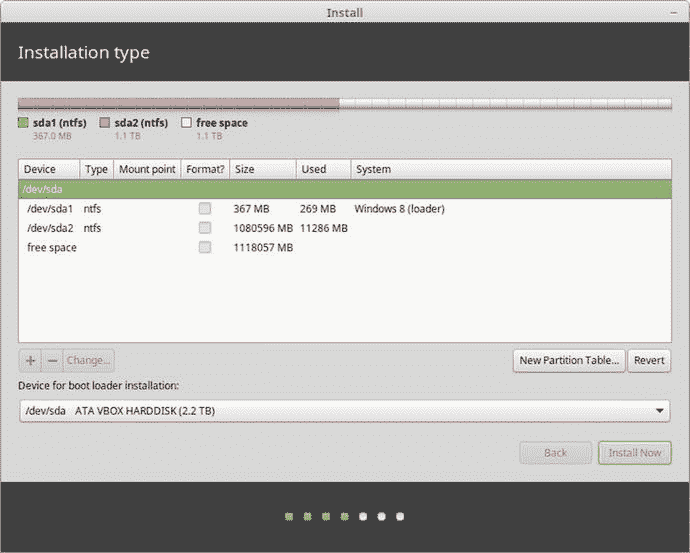 Install
Installation type
sda1 (ntfs) sda2 (ntfs) free space
367.0 MB 1.1 TB 1.1 TB
Device Type Mount point Format? Size Used System
/dev/sda
/dev/sda1 ntfs 367 MB 269 MB Windows 8 (loader)
/dev/sda2 ntfs 1080596 MB 11286 MB
free space 1118057 MB
+ − Change... New Partition Table... Revert
Device for boot loader installation:
/dev/sda ATA VBOX HARDDISK (2.2 TB)
Back Install Now